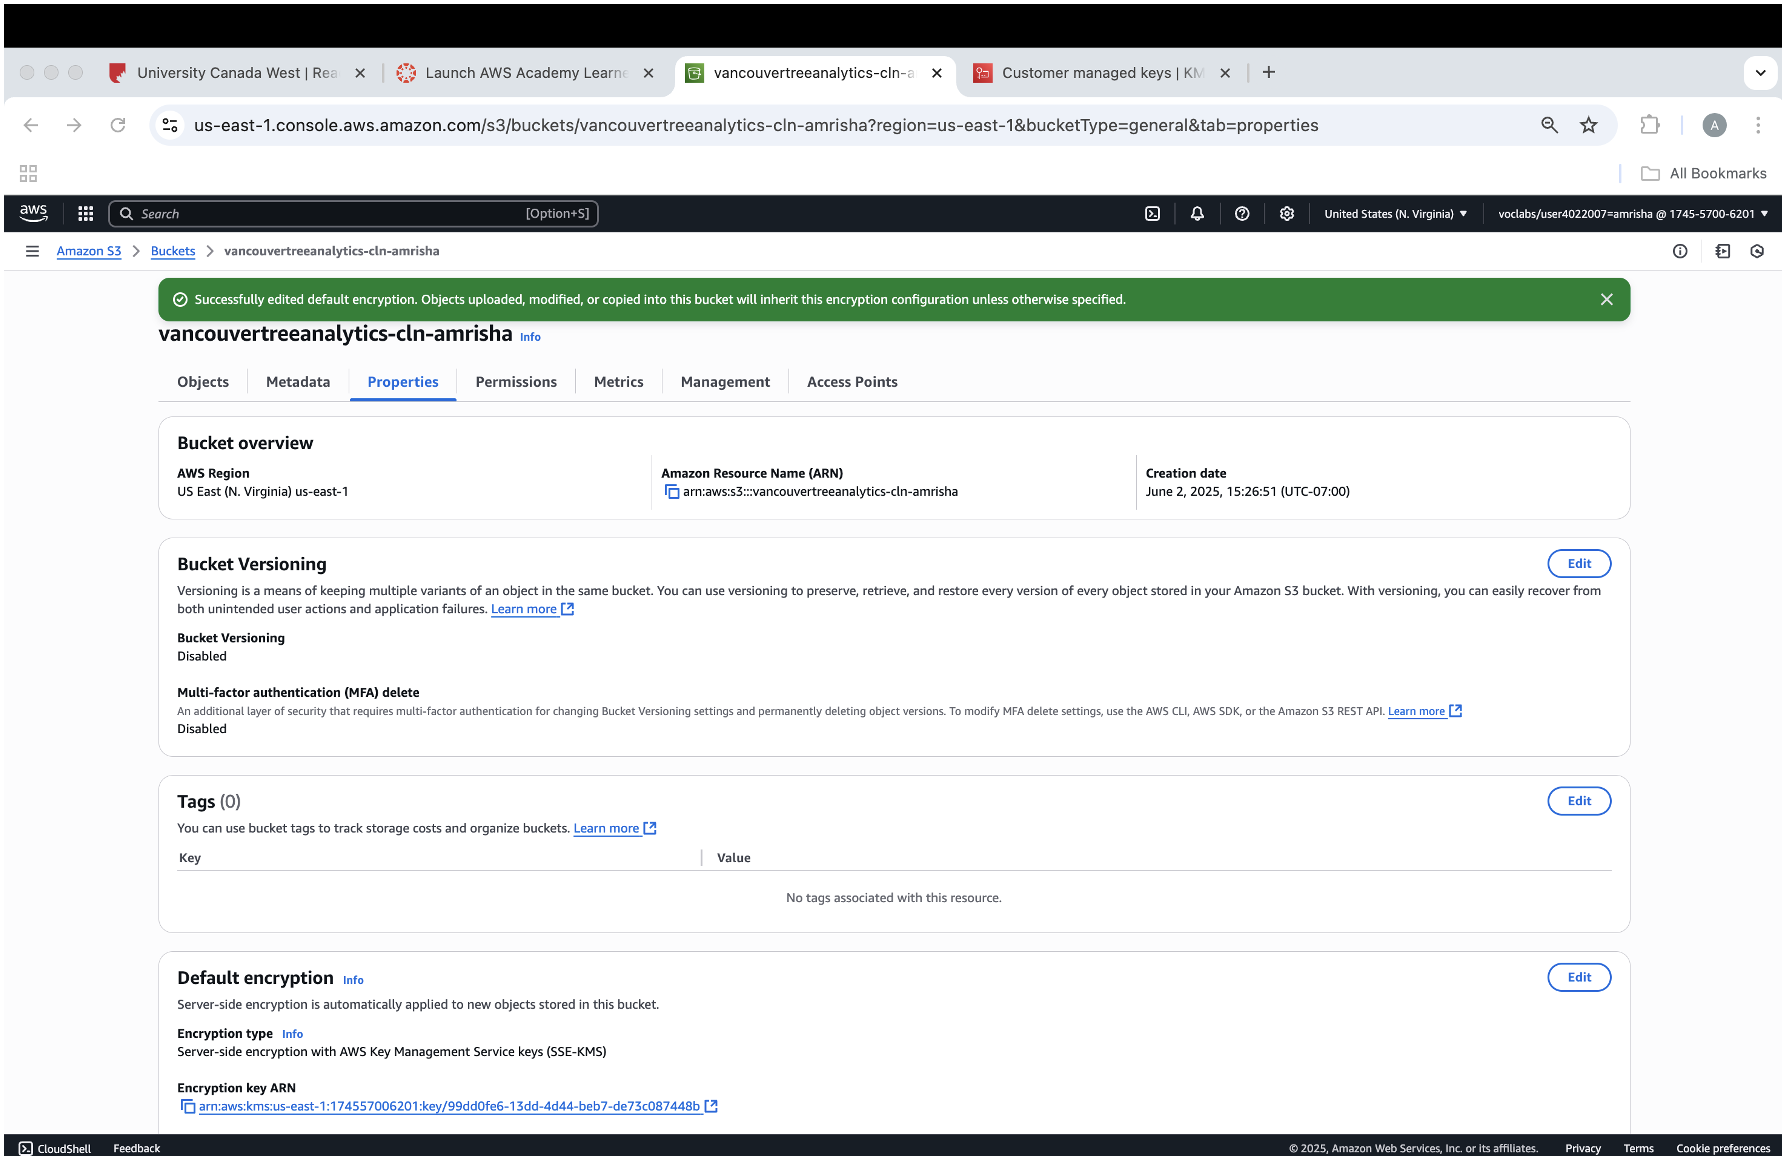 University Canada West | Rea
Launch AWS Academy Learne
vancouvertreeanalytics-cln-a
Customer managed keys | KM
us-east-1.console.aws.amazon.com/s3/buckets/vancouvertreeanalytics-cln-amrisha?region=us-east-1&bucketType=general&tab=properties
A
All Bookmarks
aws
Search
[Option+S]
United States (N. Virginia)
voclabs/user4022007=amrisha @ 1745-5700-6201
Amazon S3
Buckets
vancouvertreeanalytics-cln-amrisha
Successfully edited default encryption. Objects uploaded, modified, or copied into this bucket will inherit this encryption configuration unless otherwise specified.
vancouvertreeanalytics-cln-amrisha Info
Objects
Metadata
Properties
Permissions
Metrics
Management
Access Points
Bucket overview
AWS Region
US East (N. Virginia) us-east-1
Amazon Resource Name (ARN)
arn:aws:s3:::vancouvertreeanalytics-cln-amrisha
Creation date
June 2, 2025, 15:26:51 (UTC-07:00)
Bucket Versioning
Edit
Versioning is a means of keeping multiple variants of an object in the same bucket. You can use versioning to preserve, retrieve, and restore every version of every object stored in your Amazon S3 bucket. With versioning, you can easily recover from
both unintended user actions and application failures. Learn more
Bucket Versioning
Disabled
Multi-factor authentication (MFA) delete
An additional layer of security that requires multi-factor authentication for changing Bucket Versioning settings and permanently deleting object versions. To modify MFA delete settings, use the AWS CLI, AWS SDK, or the Amazon S3 REST API. Learn more
Disabled
Tags (0)
Edit
You can use bucket tags to track storage costs and organize buckets. Learn more
Key
Value
No tags associated with this resource.
Default encryption Info
Edit
Server-side encryption is automatically applied to new objects stored in this bucket.
Encryption type Info
Server-side encryption with AWS Key Management Service keys (SSE-KMS)
Encryption key ARN
arn:aws:kms:us-east-1:174557006201:key/99dd0fe6-13dd-4d44-beb7-de73c087448b
CloudShell
Feedback
© 2025, Amazon Web Services, Inc. or its affiliates.
Privacy
Terms
Cookie preferences